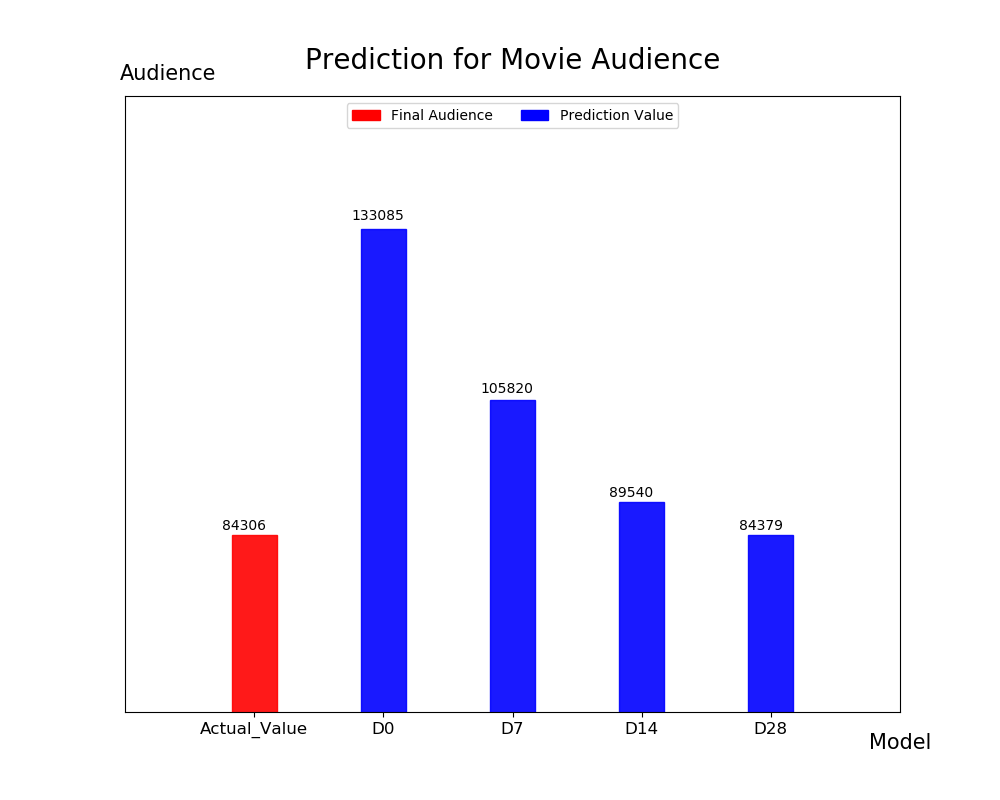 Prediction for Movie Audience
Audience
Final Audience Prediction Value
133085
105820
89540
84306
84379
Actual_Value D0 D7 D14 D28
Model